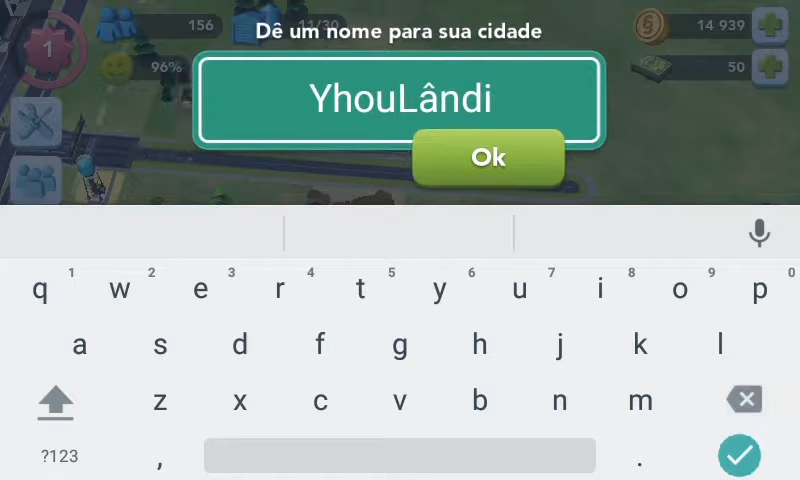 156
11/30
14 939
Dê um nome para sua cidade
1
96%
50
YhouLândi
Ok
1 2 3 4 5 6 7 8 9 0
q w e r t y u i o p
a s d f g h j k l
z x c v b n m
?123 , .